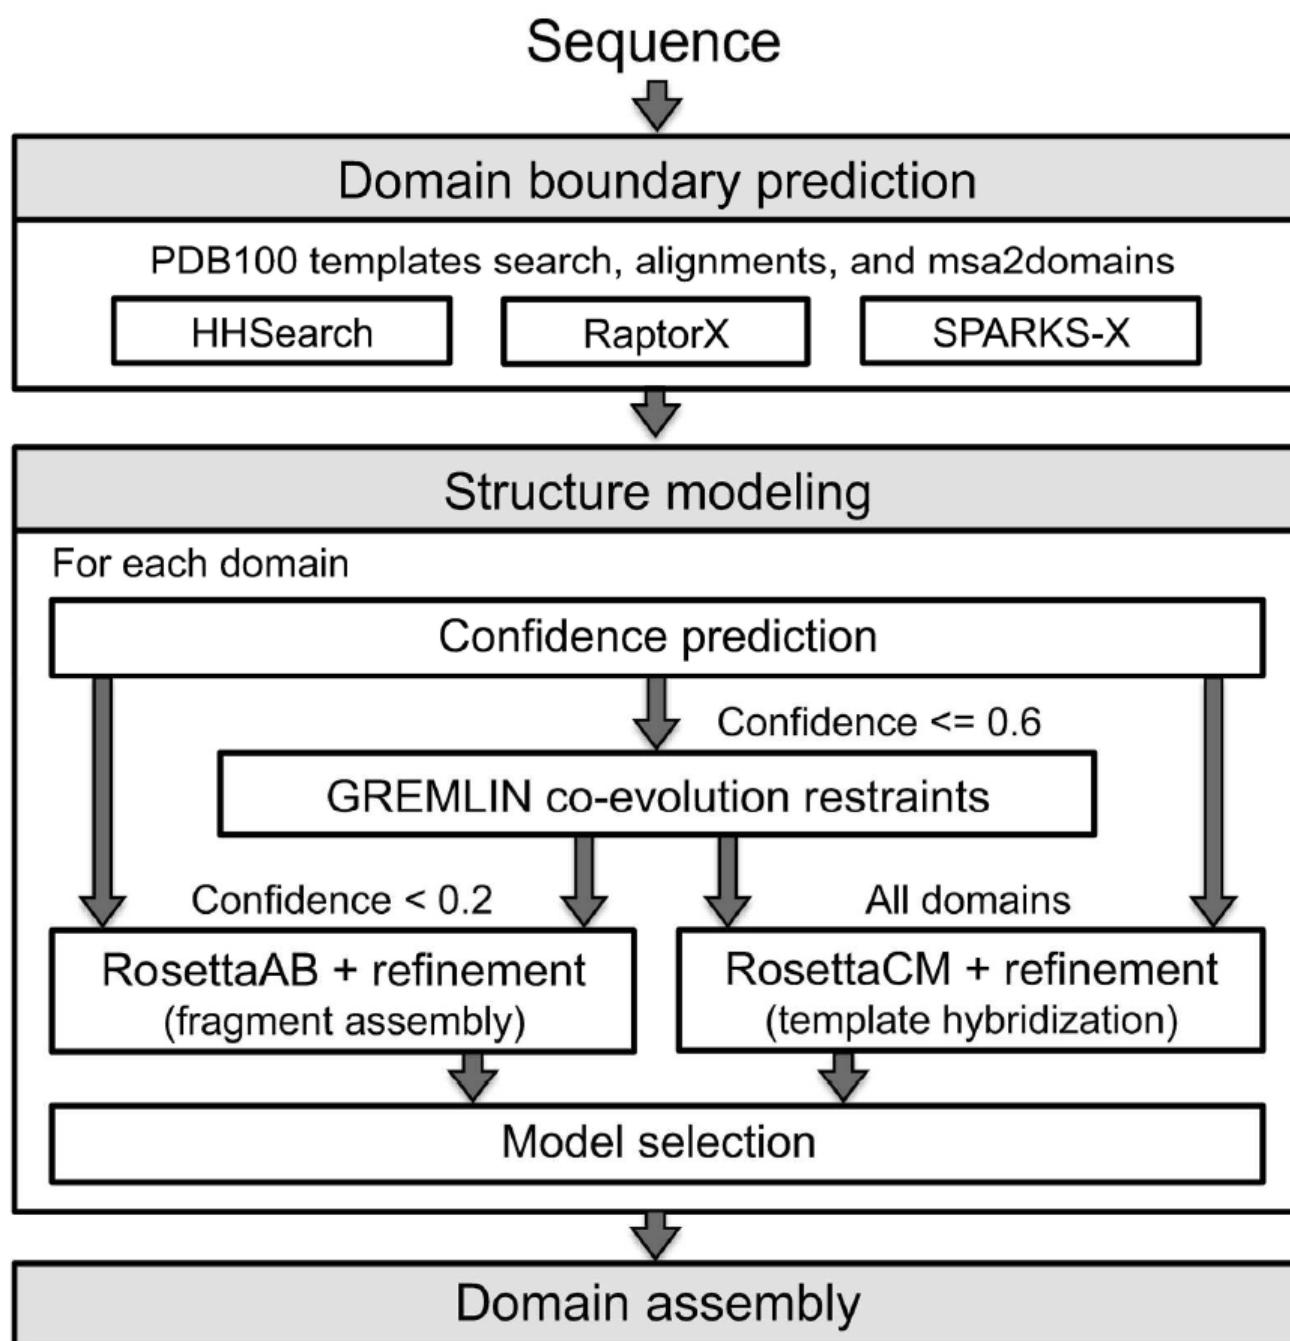 Sequence
Domain boundary prediction
PDB100 templates search, alignments, and msa2domains
HHSearch
RaptorX
SPARKS-X
Structure modeling
For each domain
Confidence prediction
Confidence <= 0.6
GREMLIN co-evolution restraints
Confidence < 0.2
All domains
RosettaAB + refinement
(fragment assembly)
RosettaCM + refinement
(template hybridization)
Model selection
Domain assembly